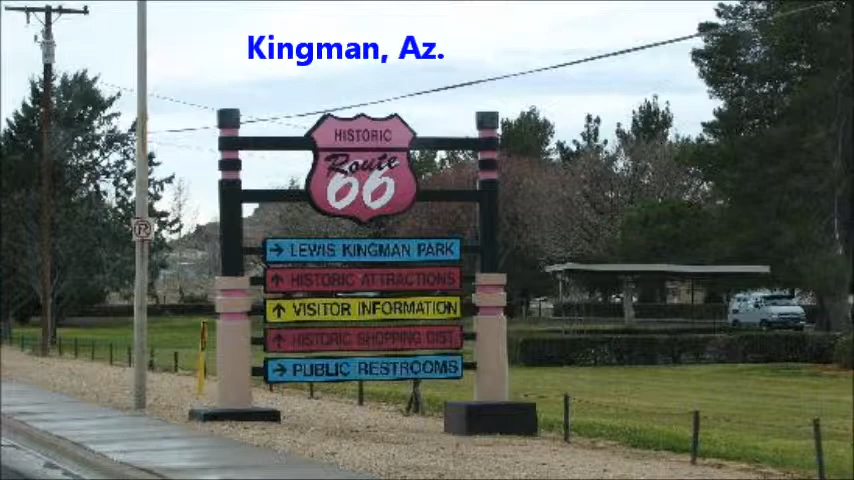 Kingman, Az.
HISTORIC
Route
66
→ LEWIS KINGMAN PARK
↑ HISTORIC ATTRACTIONS
↑ VISITOR INFORMATION
↑ HISTORIC SHOPPING DIST.
→ PUBLIC RESTROOMS